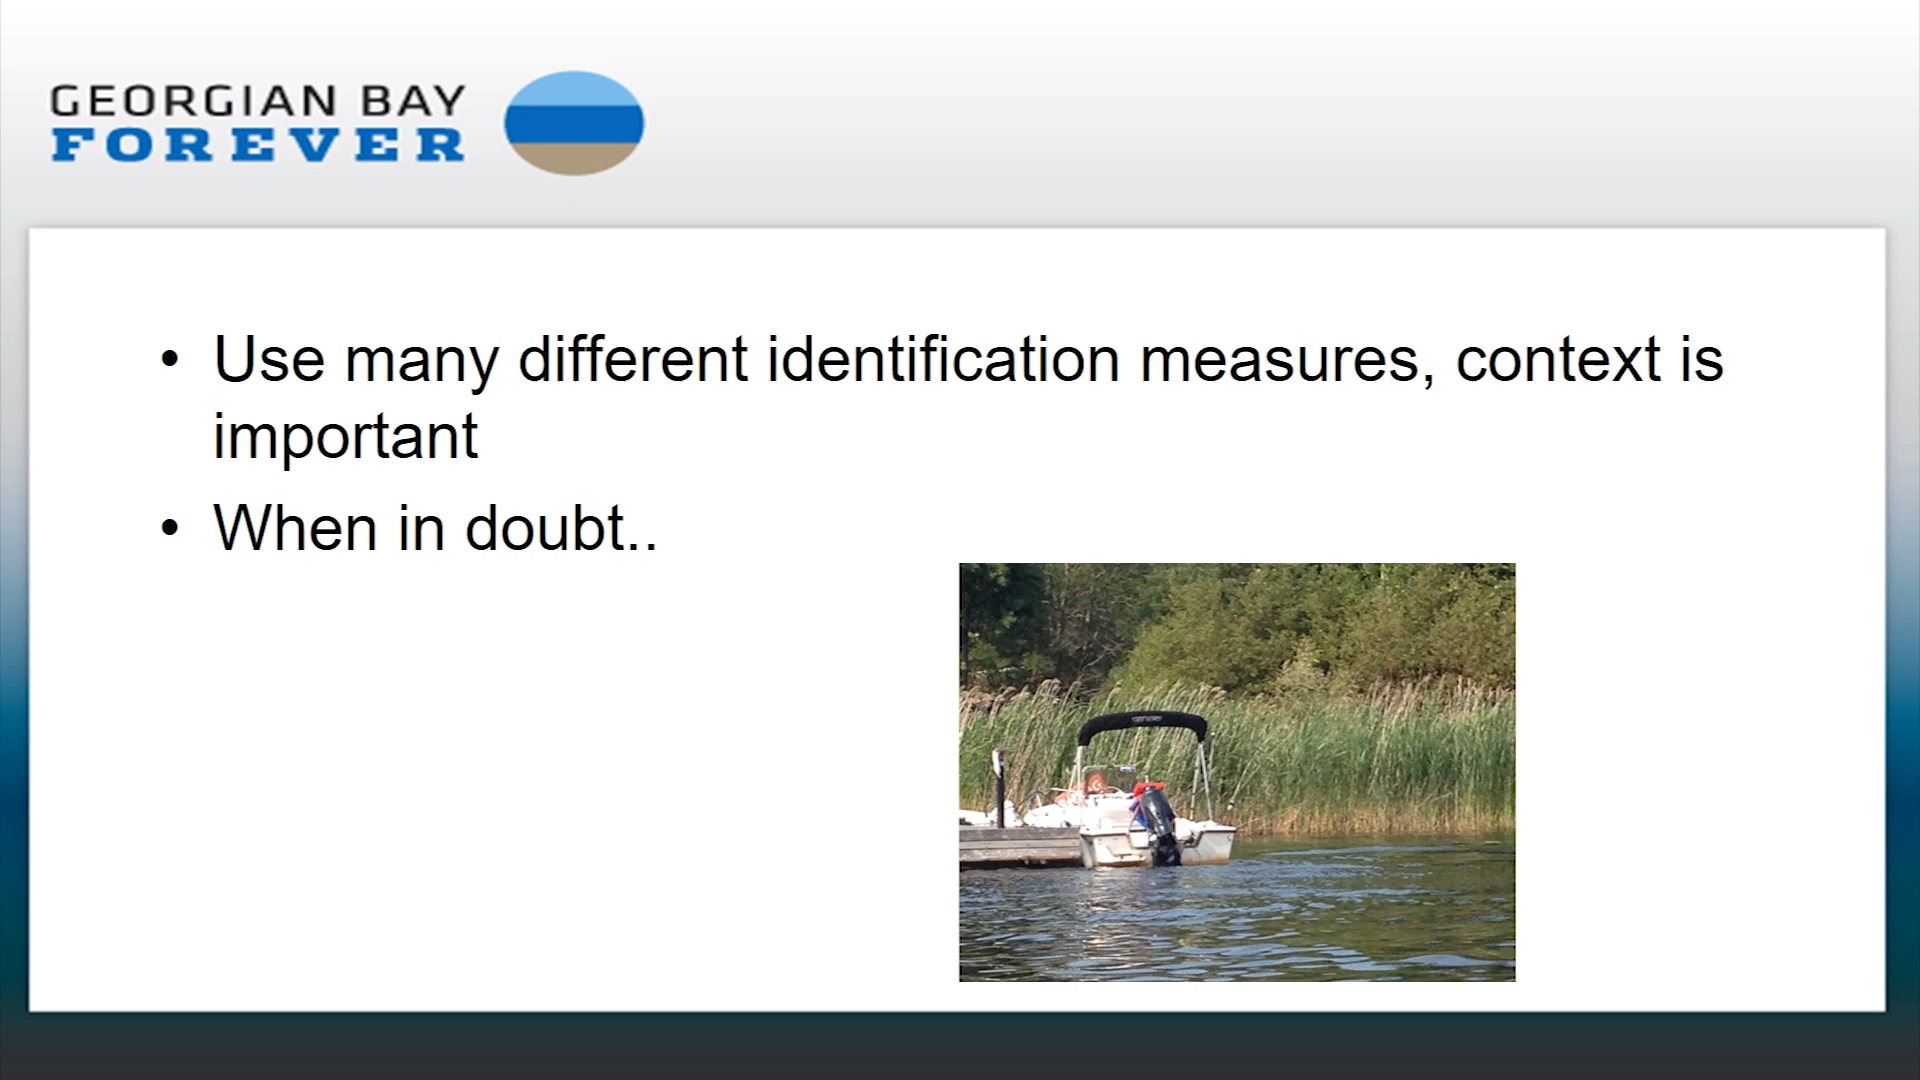 GEORGIAN BAY
FOREVER
• Use many different identification measures, context is
important
• When in doubt..